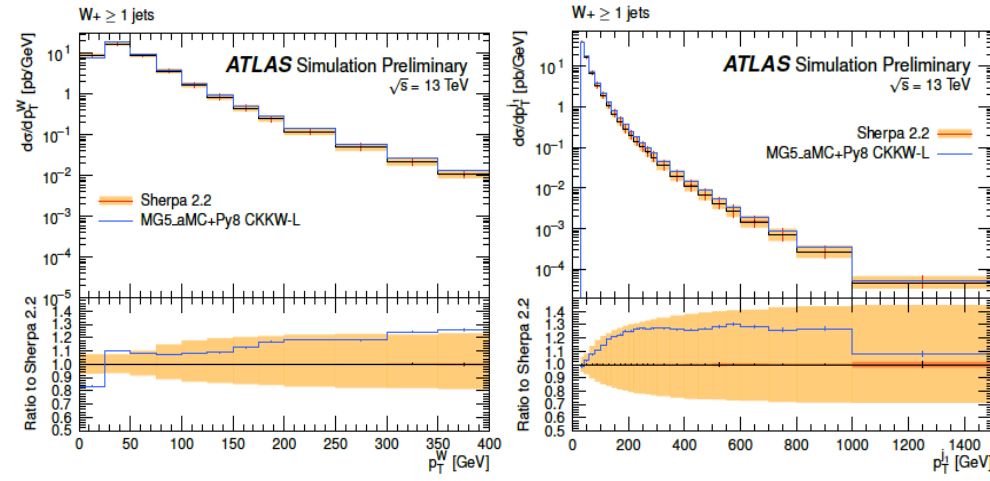 W+ ≥ 1 jets
dσ/dp_T^W [pb/GeV]
10
1
10⁻¹
10⁻²
10⁻³
10⁻⁴
10⁻⁵
ATLAS Simulation Preliminary
√s = 13 TeV
Sherpa 2.2
MG5_aMC+Py8 CKKW-L
Ratio to Sherpa 2.2
1.4
1.3
1.2
1.1
1.0
0.9
0.8
0.7
0.6
0.5
0 50 100 150 200 250 300 350 400
p_T^W [GeV]
W+ ≥ 1 jets
dσ/dp_T^j1 [pb/GeV]
10
1
10⁻¹
10⁻²
10⁻³
10⁻⁴
ATLAS Simulation Preliminary
√s = 13 TeV
Sherpa 2.2
MG5_aMC+Py8 CKKW-L
Ratio to Sherpa 2.2
1.4
1.3
1.2
1.1
1.0
0.9
0.8
0.7
0.6
0.5
0 200 400 600 800 1000 1200 1400
p_T^j1 [GeV]